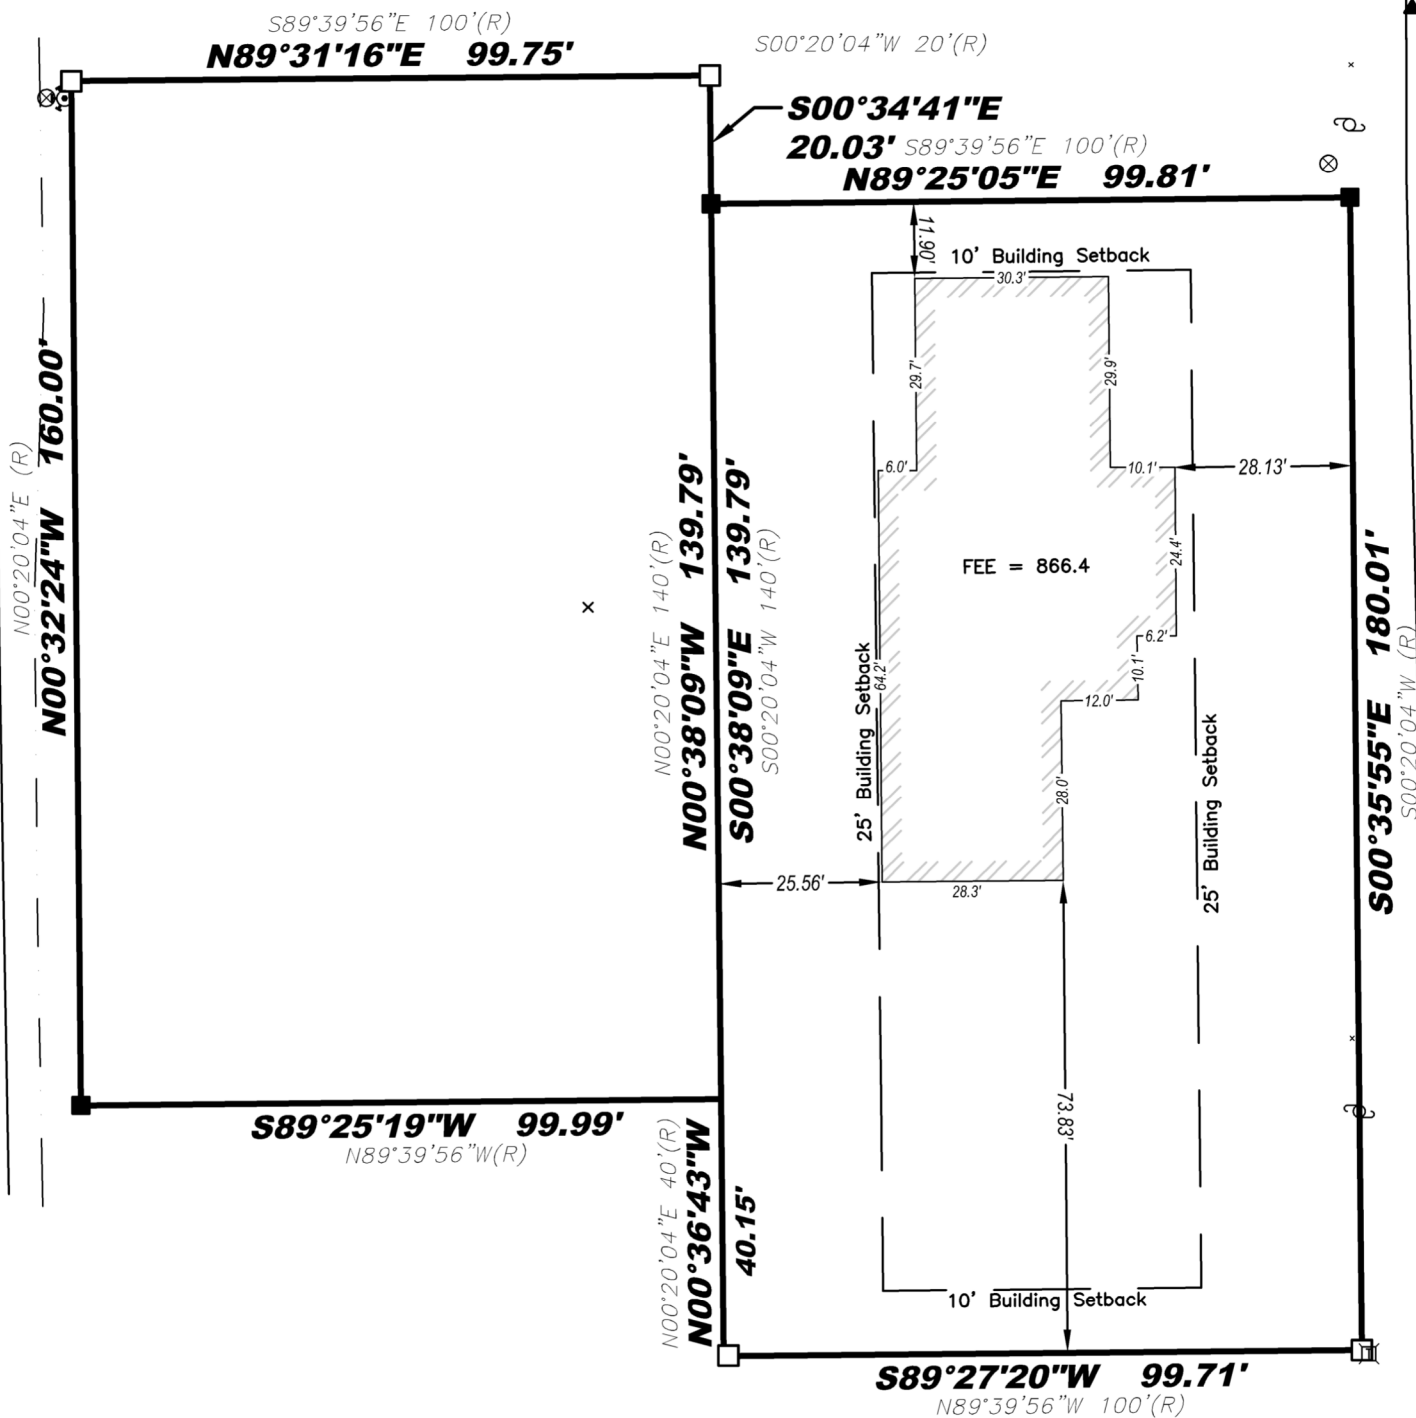 S89°39'56"E 100'(R)
N89°31'16"E 99.75'
S00°20'04"W 20'(R)
S00°34'41"E
20.03'
S89°39'56"E 100'(R)
N89°25'05"E 99.81'
11.90'
10' Building Setback
30.3'
29.7'
29.9'
6.0'
10.1'
28.13'
24.4'
FEE = 866.4
6.2'
10.1'
12.0'
64.2'
25' Building Setback
28.0'
25' Building Setback
25.56'
28.3'
73.83'
N00°20'04"E (R)
N00°32'24"W 160.00'
N00°20'04"E 140'(R)
N00°38'09"W 139.79'
S00°38'09"E 139.79'
S00°20'04"W 140'(R)
S00°35'55"E 180.01'
S00°20'04"W (R)
S89°25'19"W 99.99'
N89°39'56"W(R)
N00°20'04"E 40'(R)
N00°36'43"W
40.15'
10' Building Setback
S89°27'20"W 99.71'
N89°39'56"W 100'(R)